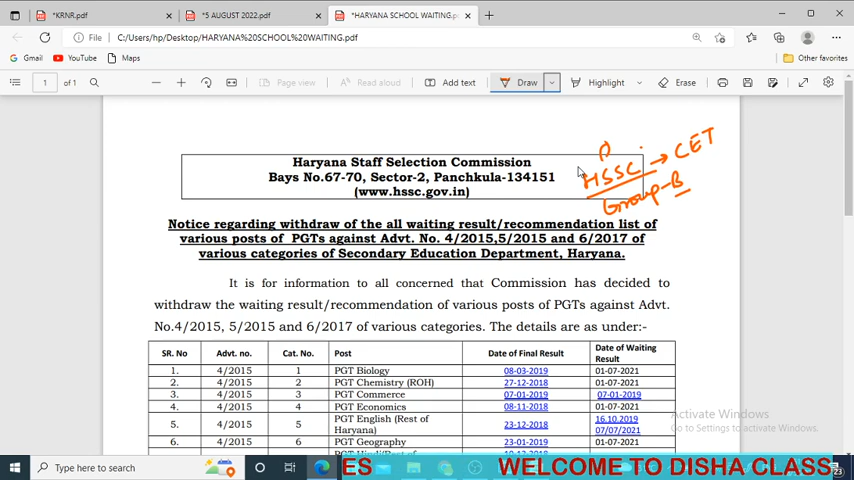 *KRNR.pdf
*5 AUGUST 2022.pdf
*HARYANA SCHOOL WAITING.p
File
C:/Users/hp/Desktop/HARYANA%20SCHOOL%20WAITING.pdf
Gmail
YouTube
Maps
Other favorites
1
of 1
Page view
Read aloud
Add text
Draw
Highlight
Erase
Haryana Staff Selection Commission
Bays No.67-70, Sector-2, Panchkula-134151
(www.hssc.gov.in)
HSSC → CET
Group-B
Notice regarding withdraw of the all waiting result/recommendation list of
various posts of PGTs against Advt. No. 4/2015,5/2015 and 6/2017 of
various categories of Secondary Education Department, Haryana.
It is for information to all concerned that Commission has decided to
withdraw the waiting result/recommendation of various posts of PGTs against Advt.
No.4/2015, 5/2015 and 6/2017 of various categories. The details are as under:-
SR. No Advt. no. Cat. No. Post Date of Final Result Date of Waiting Result
1. 4/2015 1 PGT Biology 08-03-2019 01-07-2021
2. 4/2015 2 PGT Chemistry (ROH) 27-12-2018 01-07-2021
3. 4/2015 3 PGT Commerce 07-01-2019 07-01-2019
4. 4/2015 4 PGT Economics 08-11-2018 01-07-2021
5. 4/2015 5 PGT English (Rest of Haryana) 23-12-2018 16.10.2019 07/07/2021
6. 4/2015 6 PGT Geography 23-01-2019 01-07-2021
Activate Windows
Go to Settings to activate Windows.
Type here to search
ES WELCOME TO DISHA CLASS